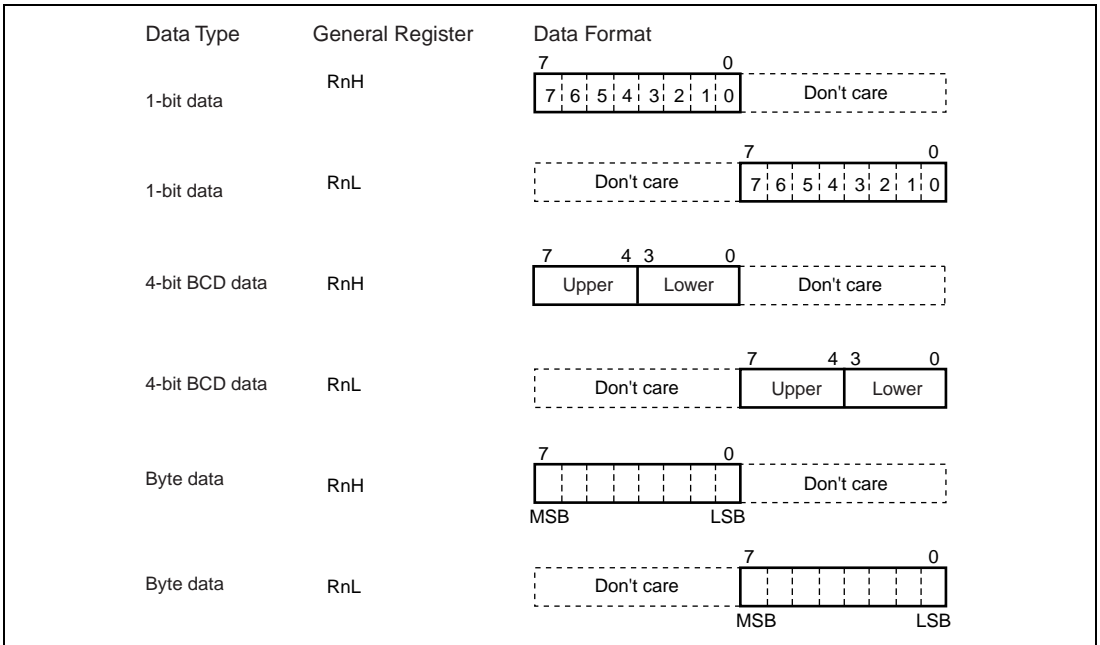 Data Type General Register Data Format
7 0
RnH
1-bit data
7 6 5 4 3 2 1 0 Don't care
7 0
1-bit data RnL Don't care 7 6 5 4 3 2 1 0
7 4 3 0
4-bit BCD data RnH Upper Lower Don't care
7 4 3 0
4-bit BCD data RnL Don't care Upper Lower
7 0
Byte data RnH Don't care
MSB LSB
7 0
Byte data RnL Don't care
MSB LSB